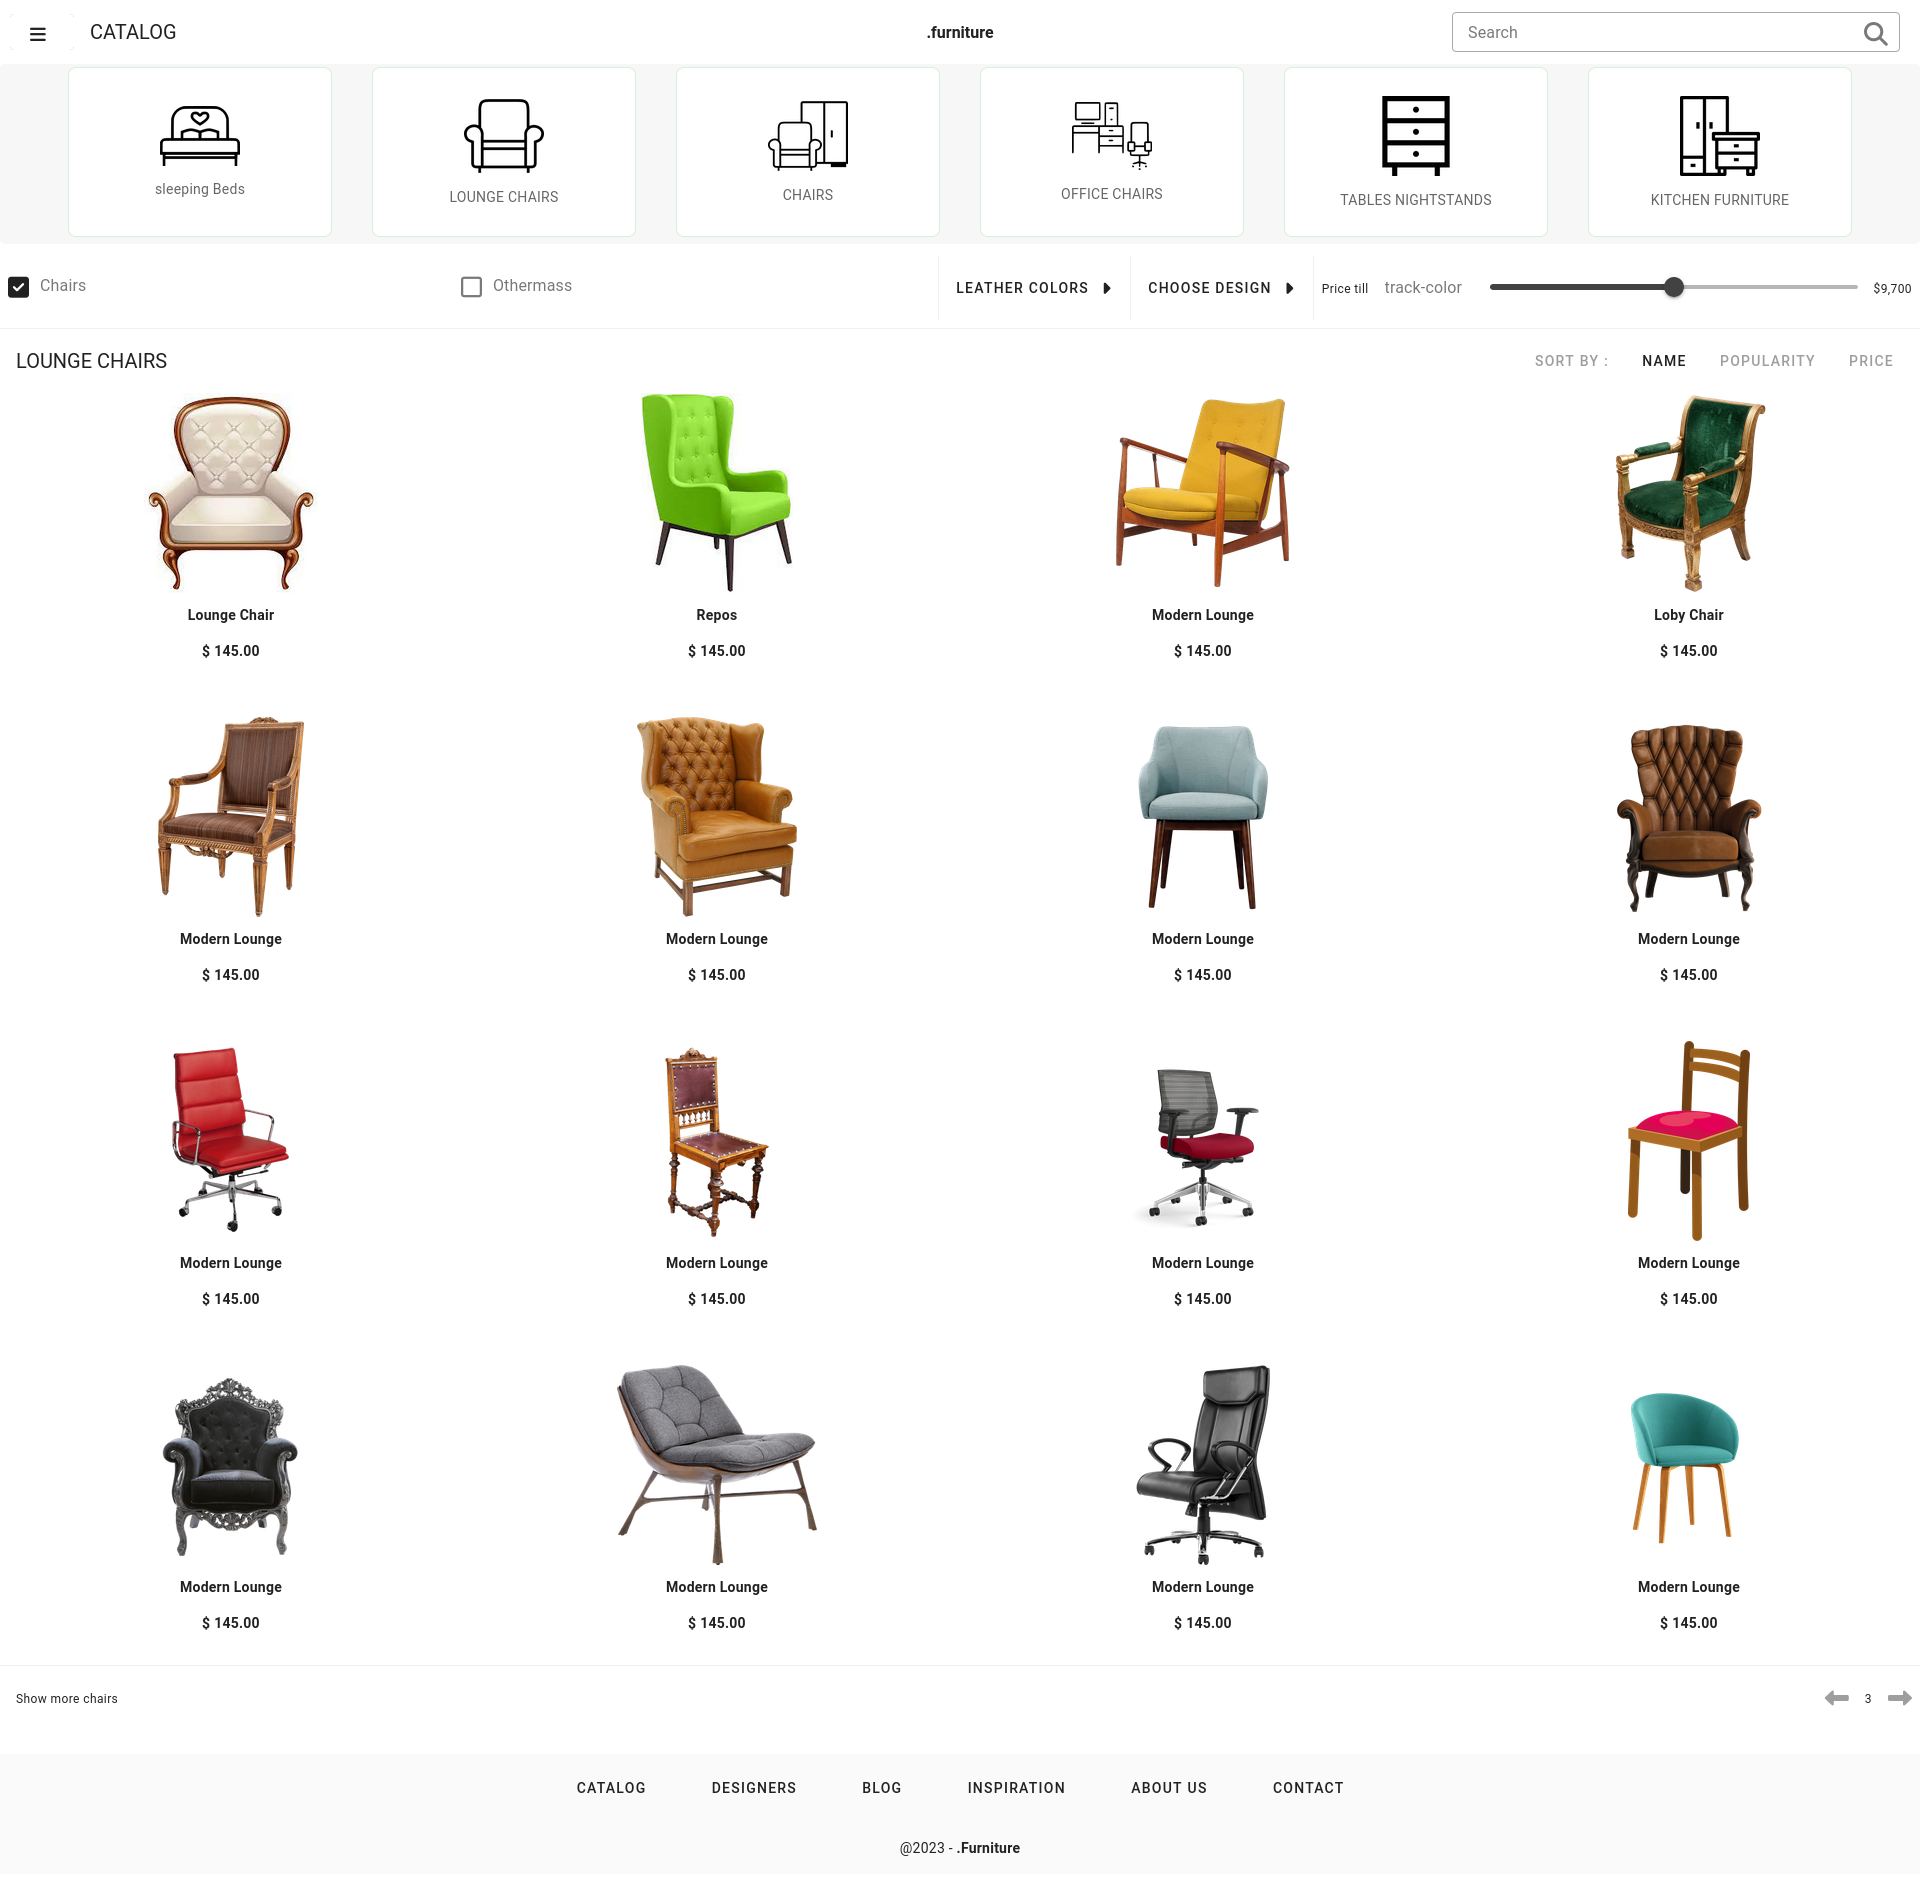 CATALOG
.furniture
Search
sleeping Beds
LOUNGE CHAIRS
CHAIRS
OFFICE CHAIRS
TABLES NIGHTSTANDS
KITCHEN FURNITURE
Chairs
Othermass
LEATHER COLORS
CHOOSE DESIGN
Price till
track-color
$9,700
LOUNGE CHAIRS
SORT BY :
NAME
POPULARITY
PRICE
Lounge Chair
$ 145.00
Repos
$ 145.00
Modern Lounge
$ 145.00
Loby Chair
$ 145.00
Modern Lounge
$ 145.00
Modern Lounge
$ 145.00
Modern Lounge
$ 145.00
Modern Lounge
$ 145.00
Modern Lounge
$ 145.00
Modern Lounge
$ 145.00
Modern Lounge
$ 145.00
Modern Lounge
$ 145.00
Modern Lounge
$ 145.00
Modern Lounge
$ 145.00
Modern Lounge
$ 145.00
Modern Lounge
$ 145.00
Show more chairs
3
CATALOG
DESIGNERS
BLOG
INSPIRATION
ABOUT US
CONTACT
@2023 - .Furniture